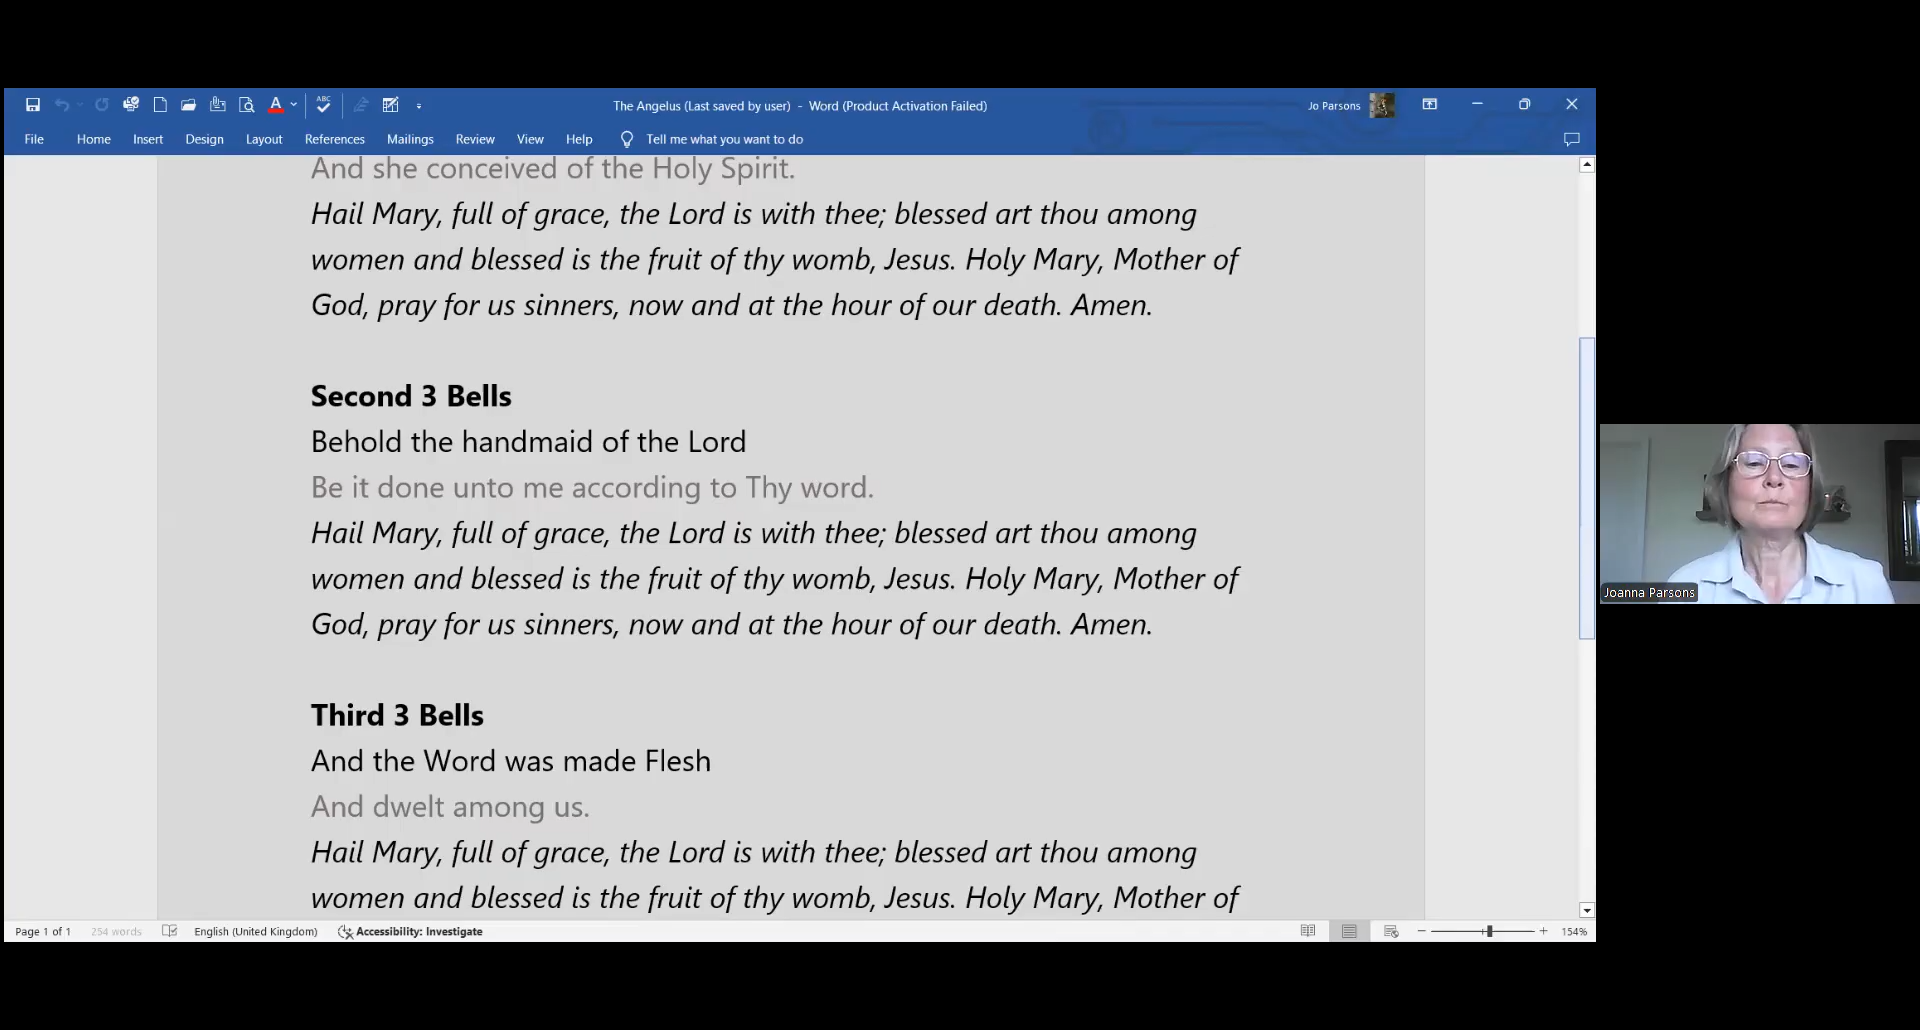 ABC
A
The Angelus (Last saved by user) - Word (Product Activation Failed)
Jo Parsons
File Home Insert Design Layout References Mailings Review View Help Tell me what you want to do
And she conceived of the Holy Spirit.
Hail Mary, full of grace, the Lord is with thee; blessed art thou among
women and blessed is the fruit of thy womb, Jesus. Holy Mary, Mother of
God, pray for us sinners, now and at the hour of our death. Amen.
Second 3 Bells
Behold the handmaid of the Lord
Be it done unto me according to Thy word.
Hail Mary, full of grace, the Lord is with thee; blessed art thou among
women and blessed is the fruit of thy womb, Jesus. Holy Mary, Mother of
God, pray for us sinners, now and at the hour of our death. Amen.
Third 3 Bells
And the Word was made Flesh
And dwelt among us.
Hail Mary, full of grace, the Lord is with thee; blessed art thou among
women and blessed is the fruit of thy womb, Jesus. Holy Mary, Mother of
Page 1 of 1 254 words English (United Kingdom) Accessibility: Investigate 154%
Joanna Parsons